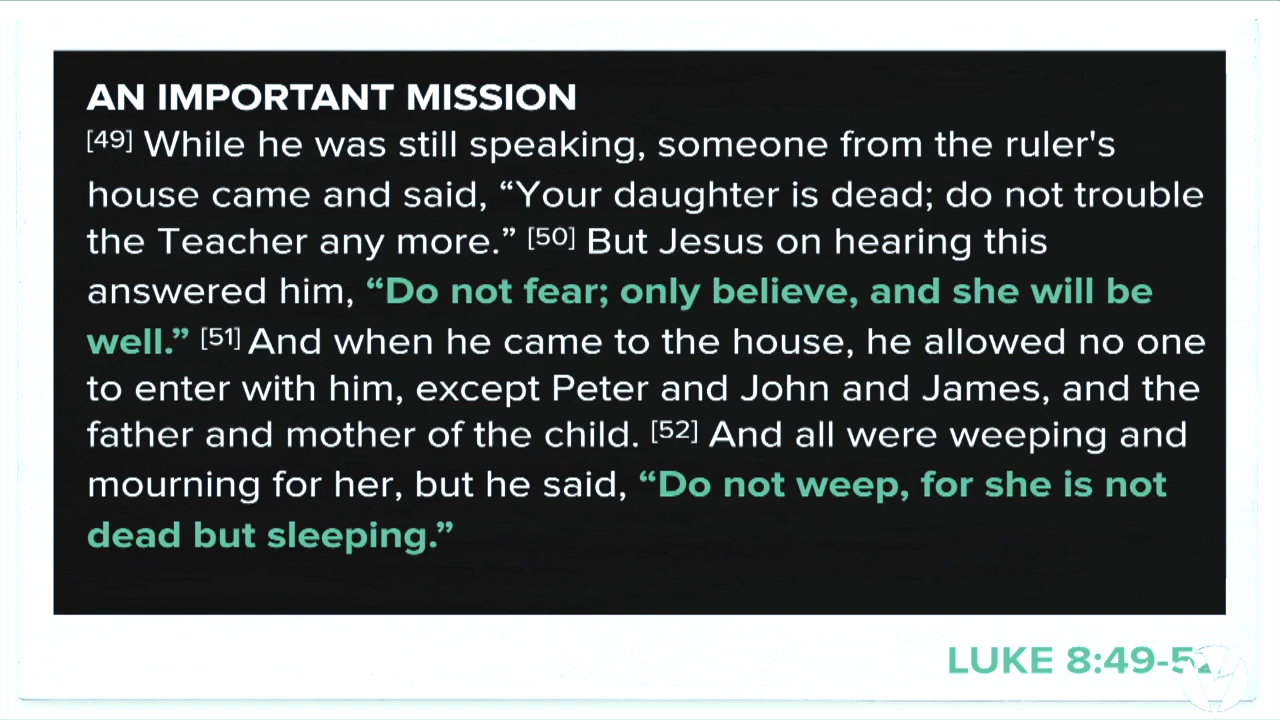 AN IMPORTANT MISSION
[49] While he was still speaking, someone from the ruler's
house came and said, “Your daughter is dead; do not trouble
the Teacher any more.” [50] But Jesus on hearing this
answered him, “Do not fear; only believe, and she will be
well.” [51] And when he came to the house, he allowed no one
to enter with him, except Peter and John and James, and the
father and mother of the child. [52] And all were weeping and
mourning for her, but he said, “Do not weep, for she is not
dead but sleeping.”
LUKE 8:49-5